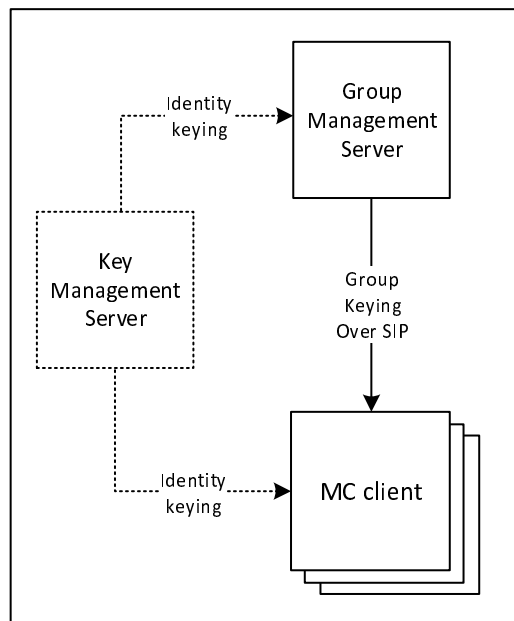 Identity
keying
Group
Management
Server
Key
Management
Server
Group
Keying
Over SIP
Identity
keying
MC client